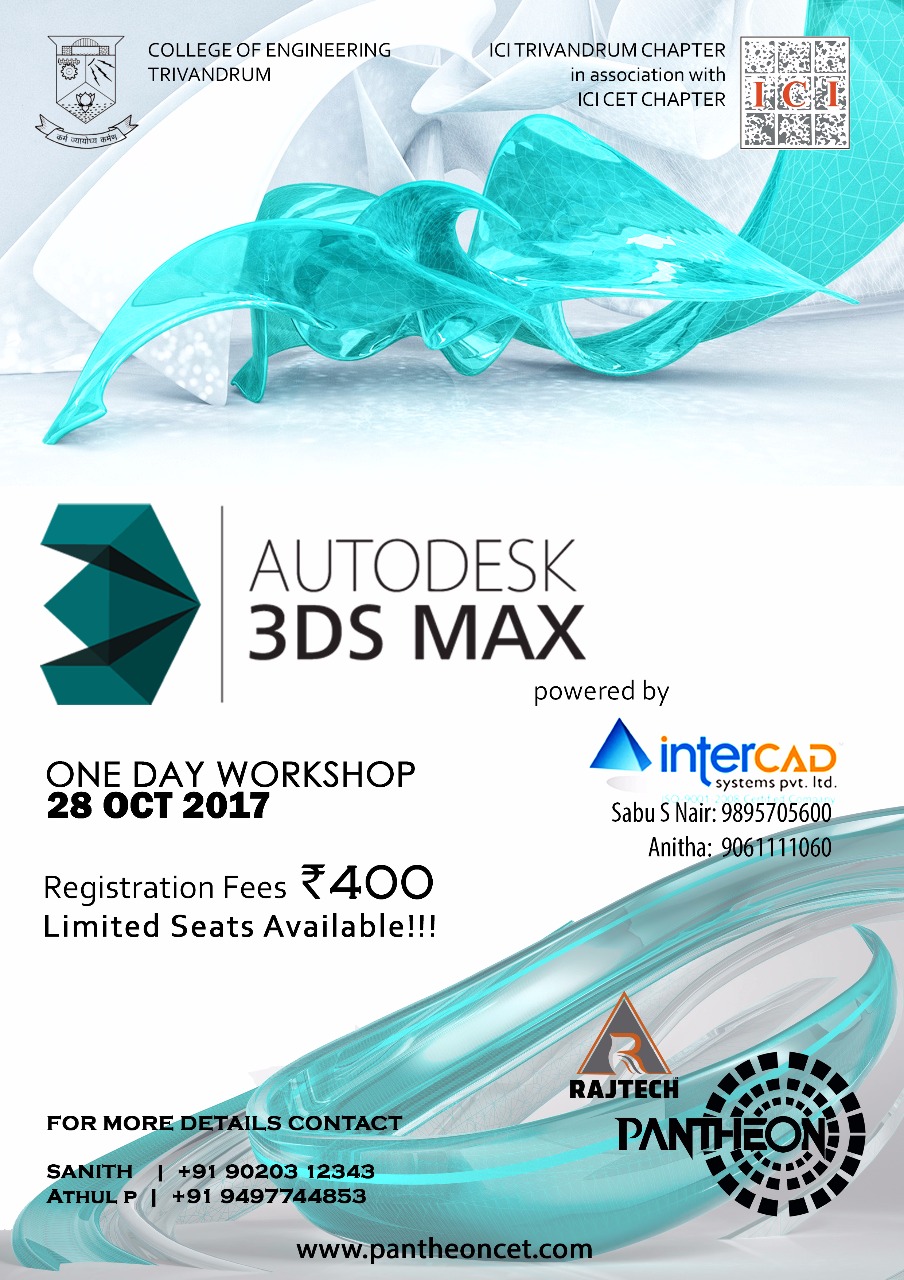 COLLEGE OF ENGINEERING
TRIVANDRUM
ICI TRIVANDRUM CHAPTER
in association with
ICI CET CHAPTER
I C I
कर्म ज्यायोध्य कर्मणः
AUTODESK
3DS MAX
powered by
interCAD
systems pvt. ltd.
Sabu S Nair: 9895705600
Anitha: 9061111060
ONE DAY WORKSHOP
28 OCT 2017
Registration Fees ₹400
Limited Seats Available!!!
RAJTECH
PANTHEON
FOR MORE DETAILS CONTACT
SANITH | +91 90203 12343
ATHUL P | +91 9497744853
www.pantheoncet.com